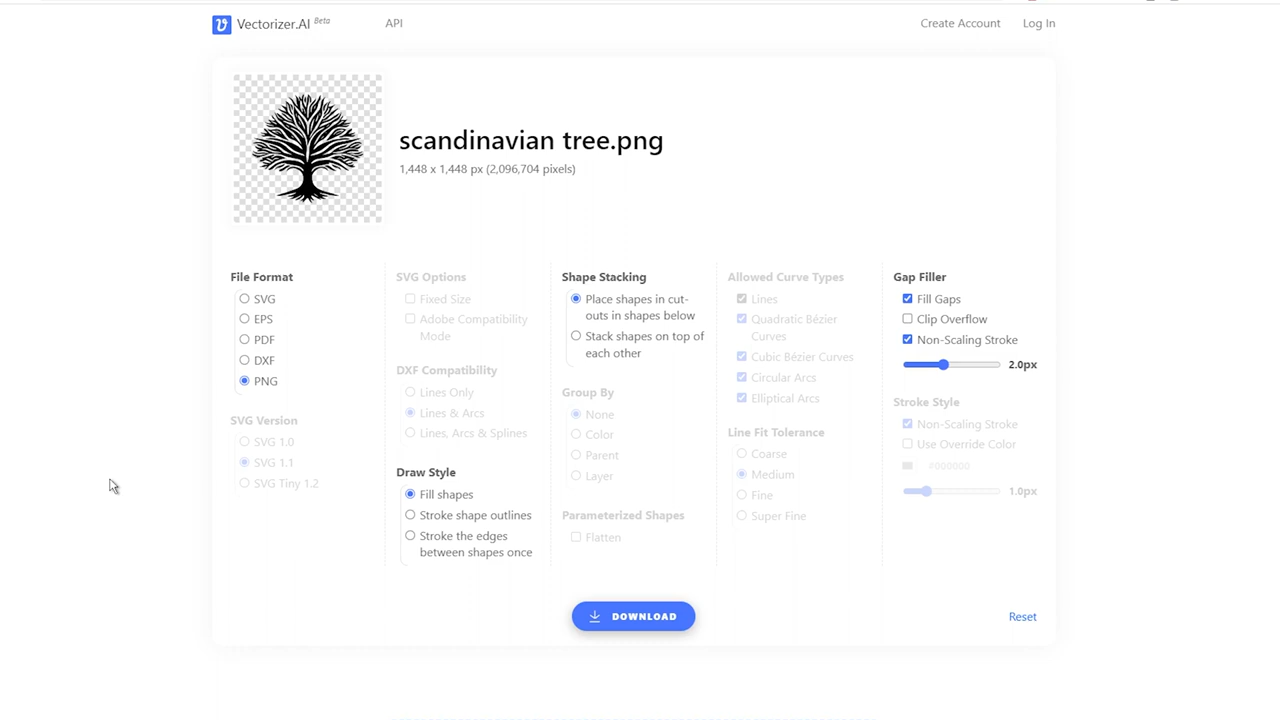 Vectorizer.AI Beta
API
Create Account
Log In
scandinavian tree.png
1,448 x 1,448 px (2,096,704 pixels)
File Format
SVG
EPS
PDF
DXF
PNG
SVG Version
SVG 1.0
SVG 1.1
SVG Tiny 1.2
SVG Options
Fixed Size
Adobe Compatibility
Mode
DXF Compatibility
Lines Only
Lines & Arcs
Lines, Arcs & Splines
Draw Style
Fill shapes
Stroke shape outlines
Stroke the edges
between shapes once
Shape Stacking
Place shapes in cut-
outs in shapes below
Stack shapes on top of
each other
Group By
None
Color
Parent
Layer
Parameterized Shapes
Flatten
Allowed Curve Types
Lines
Quadratic Bézier
Curves
Cubic Bézier Curves
Circular Arcs
Elliptical Arcs
Line Fit Tolerance
Coarse
Medium
Fine
Super Fine
Gap Filler
Fill Gaps
Clip Overflow
Non-Scaling Stroke
2.0px
Stroke Style
Non-Scaling Stroke
Use Override Color
#000000
1.0px
DOWNLOAD
Reset